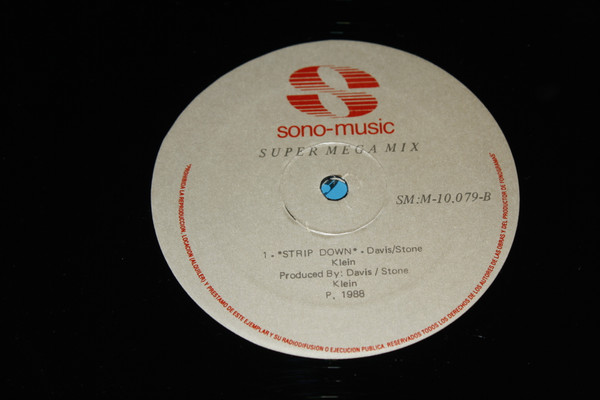 sono-music
SUPER MEGA MIX
SM:M-10.079-B
1. "STRIP DOWN" - Davis/Stone
Klein
Produced By: Davis / Stone
Klein
P. 1988
"PROHIBIDA LA REPRODUCCION, LOCACION (ALQUILER) Y PRESTAMO DE ESTE EJEMPLAR Y SU RADIODIFUSION O EJECUCION PUBLICA. RESERVADOS TODOS LOS DERECHOS DE LOS AUTORES DE LAS OBRAS Y DEL PRODUCTOR DE FONOGRAMAS"